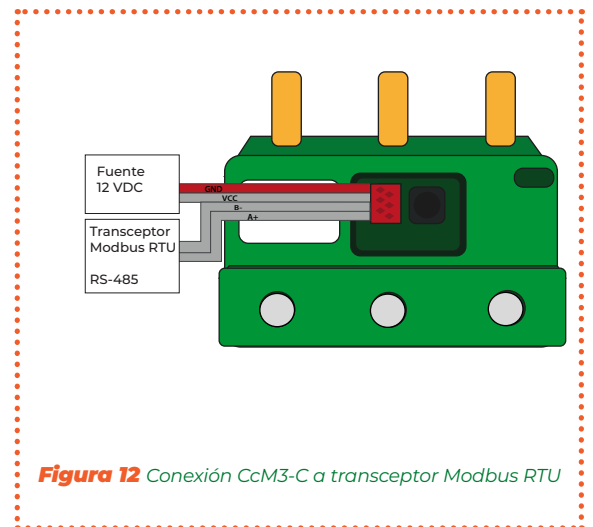 Fuente
12 VDC
GND
VCC
B-
A+
Transceptor
Modbus RTU
RS-485
Figura 12 Conexión CcM3-C a transceptor Modbus RTU